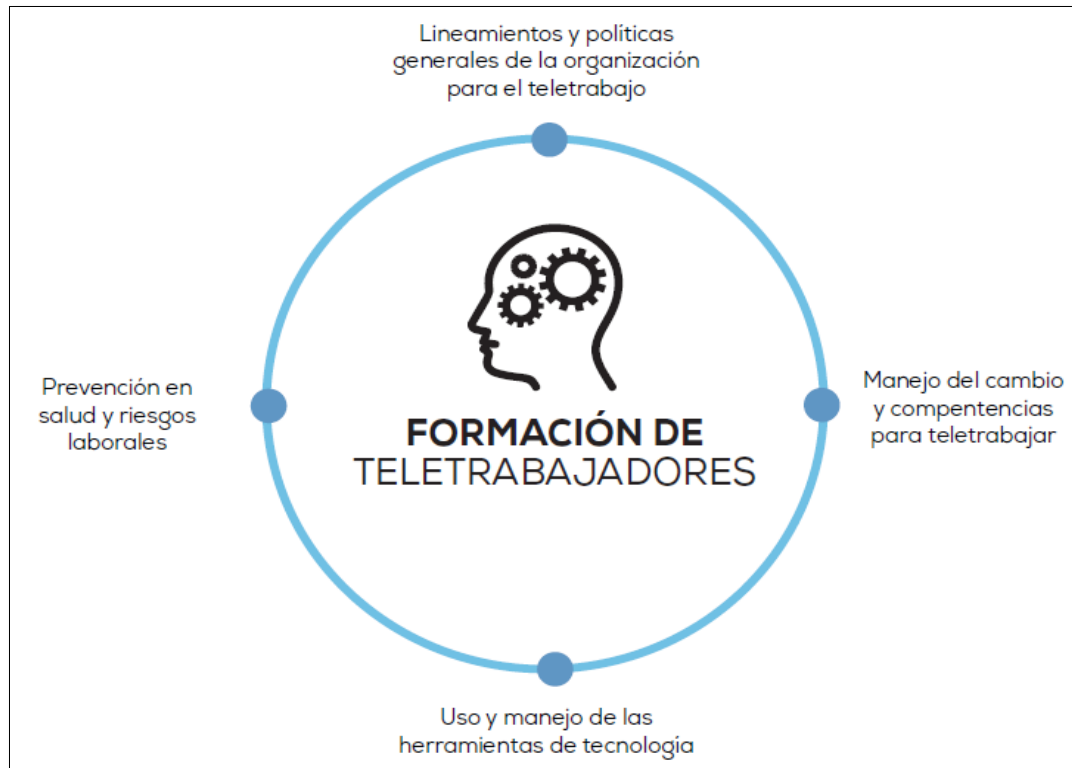 Lineamientos y políticas
generales de la organización
para el teletrabajo
Prevención en
salud y riesgos
laborales
FORMACIÓN DE
TELETRABAJADORES
Manejo del cambio
y compentencias
para teletrabajar
Uso y manejo de las
herramientas de tecnología